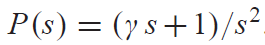 P(s) = (γ s + 1)/s².